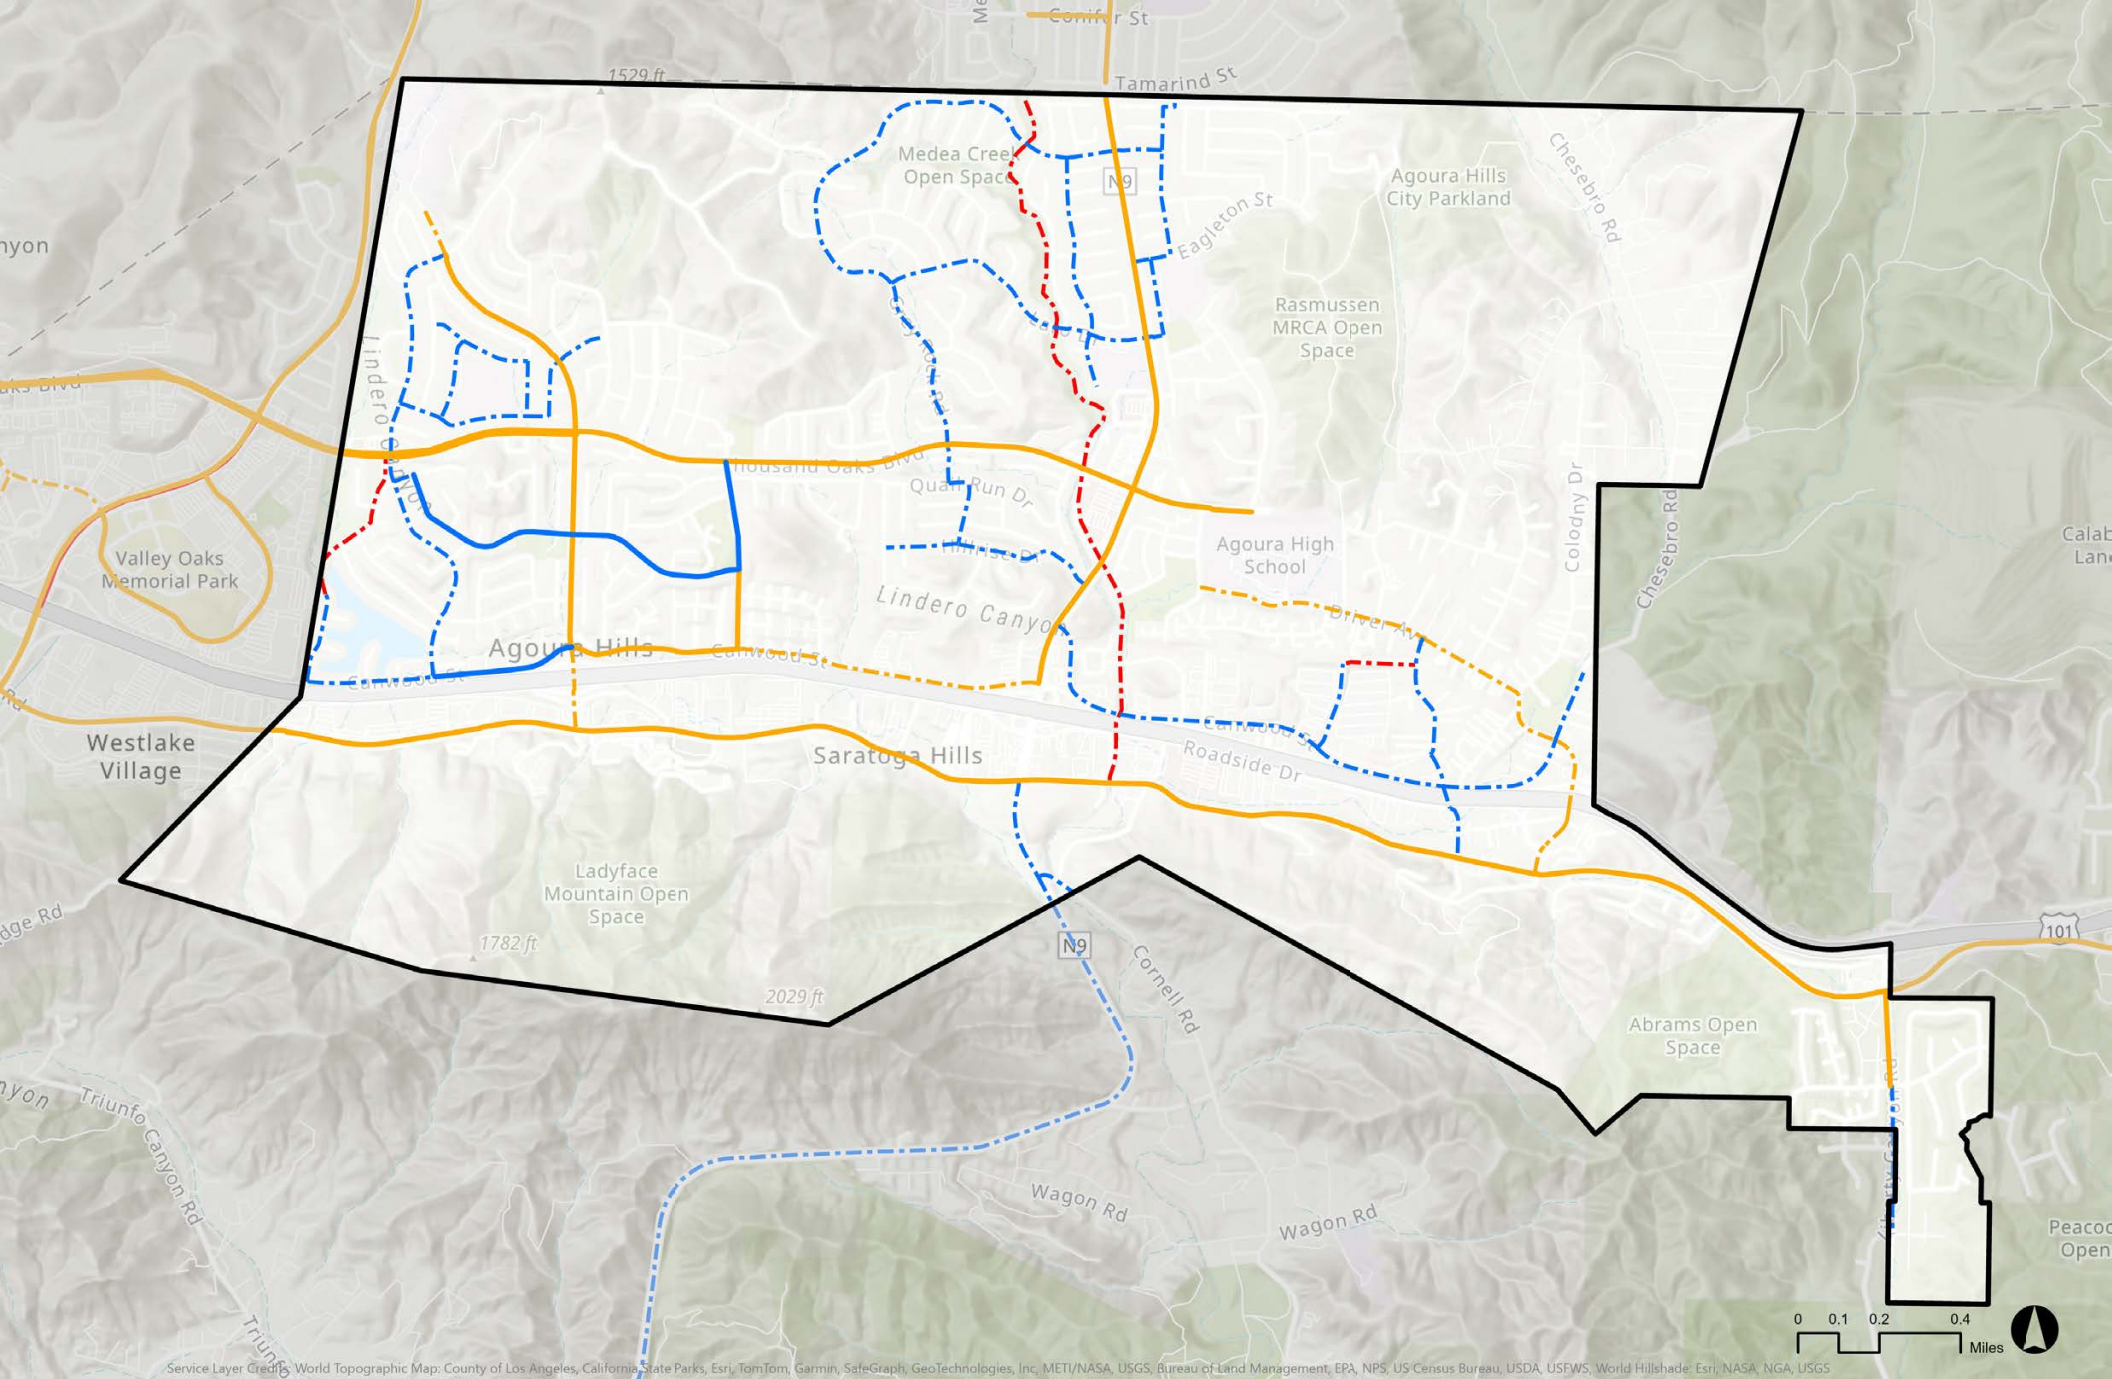 Conifer St
Tamarind St
1529 ft
Medea Creek
Open Space
N9
Agoura Hills
City Parkland
Chesebro Rd
Eagleton St
nyon
Rasmussen
MRCA Open
Space
Thousand Oaks Blvd
Quail Run Dr
Hillrise Dr
Colodny Dr
Chesebro Rd
Agoura High
School
Valley Oaks
Memorial Park
Lindero Canyon
Driver Ave
Agoura Hills
Canwood St
Canwood St
Canwood St
Roadside Dr
Westlake
Village
Saratoga Hills
Ladyface
Mountain Open
Space
1782 ft
2029 ft
N9
Cornell Rd
101
Abrams Open
Space
Triunfo Canyon Rd
Wagon Rd
Wagon Rd
Peacoc
Open
Triunfo
0 0.1 0.2 0.4
Miles
Service Layer Credits: World Topographic Map: County of Los Angeles, California State Parks, Esri, TomTom, Garmin, SafeGraph, GeoTechnologies, Inc, METI/NASA, USGS, Bureau of Land Management, EPA, NPS, US Census Bureau, USDA, USFWS, World Hillshade: Esri, NASA, NGA, USGS